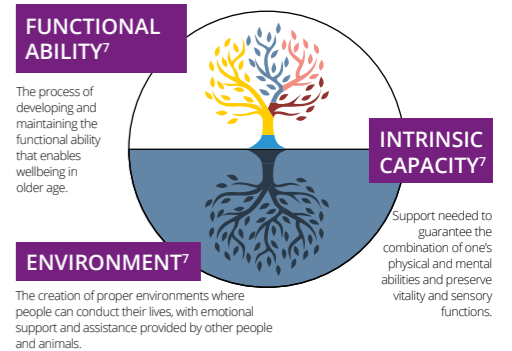 FUNCTIONAL
ABILITY⁷
The process of
developing and
maintaining the
functional ability
that enables
wellbeing in
older age.
INTRINSIC
CAPACITY⁷
Support needed to
guarantee the
combination of one’s
physical and mental
abilities and preserve
vitality and sensory
functions.
ENVIRONMENT⁷
The creation of proper environments where
people can conduct their lives, with emotional
support and assistance provided by other people
and animals.